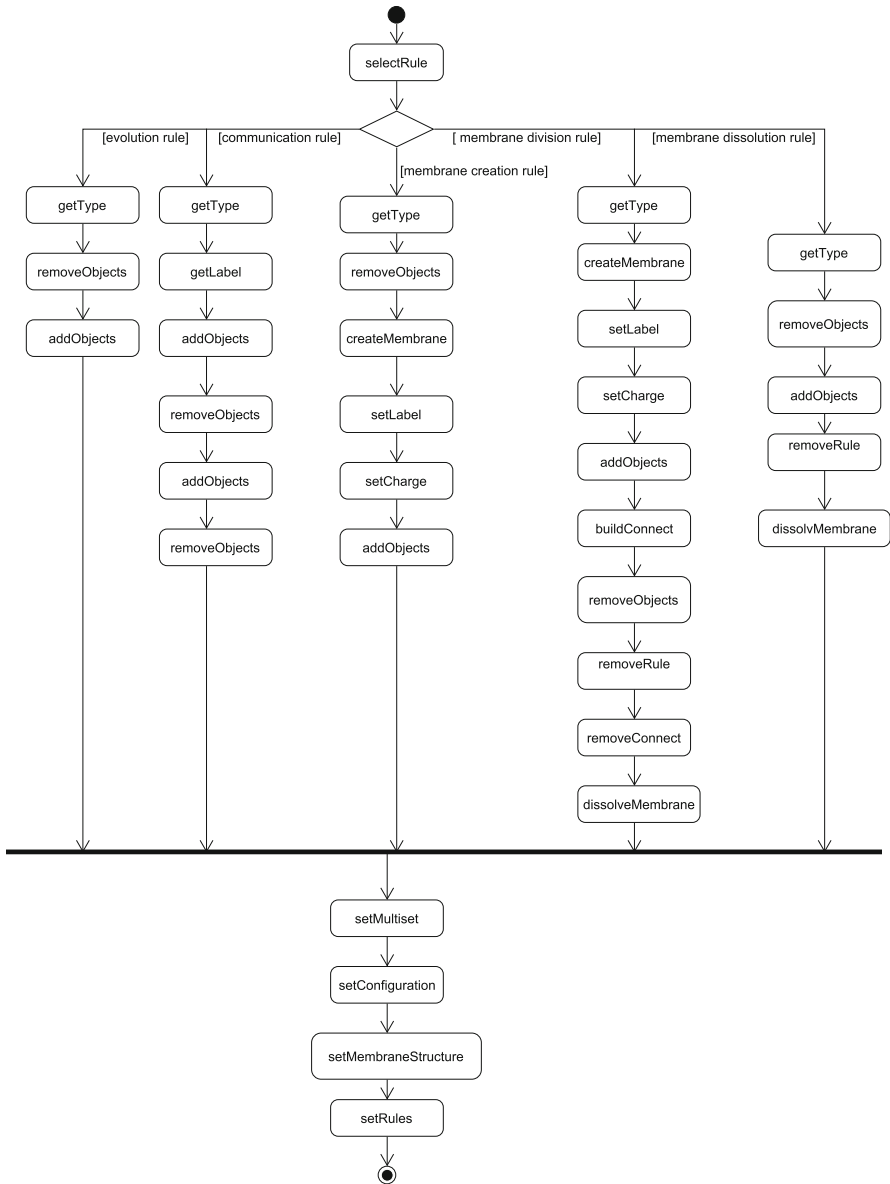 selectRule
[evolution rule]
[communication rule]
[ membrane division rule]
[membrane dissolution rule]
[membrane creation rule]
getType
removeObjects
addObjects
getType
getLabel
addObjects
removeObjects
addObjects
removeObjects
getType
removeObjects
createMembrane
setLabel
setCharge
addObjects
getType
createMembrane
setLabel
setCharge
addObjects
buildConnect
removeObjects
removeRule
removeConnect
dissolveMembrane
getType
removeObjects
addObjects
removeRule
dissolvMembrane
setMultiset
setConfiguration
setMembraneStructure
setRules